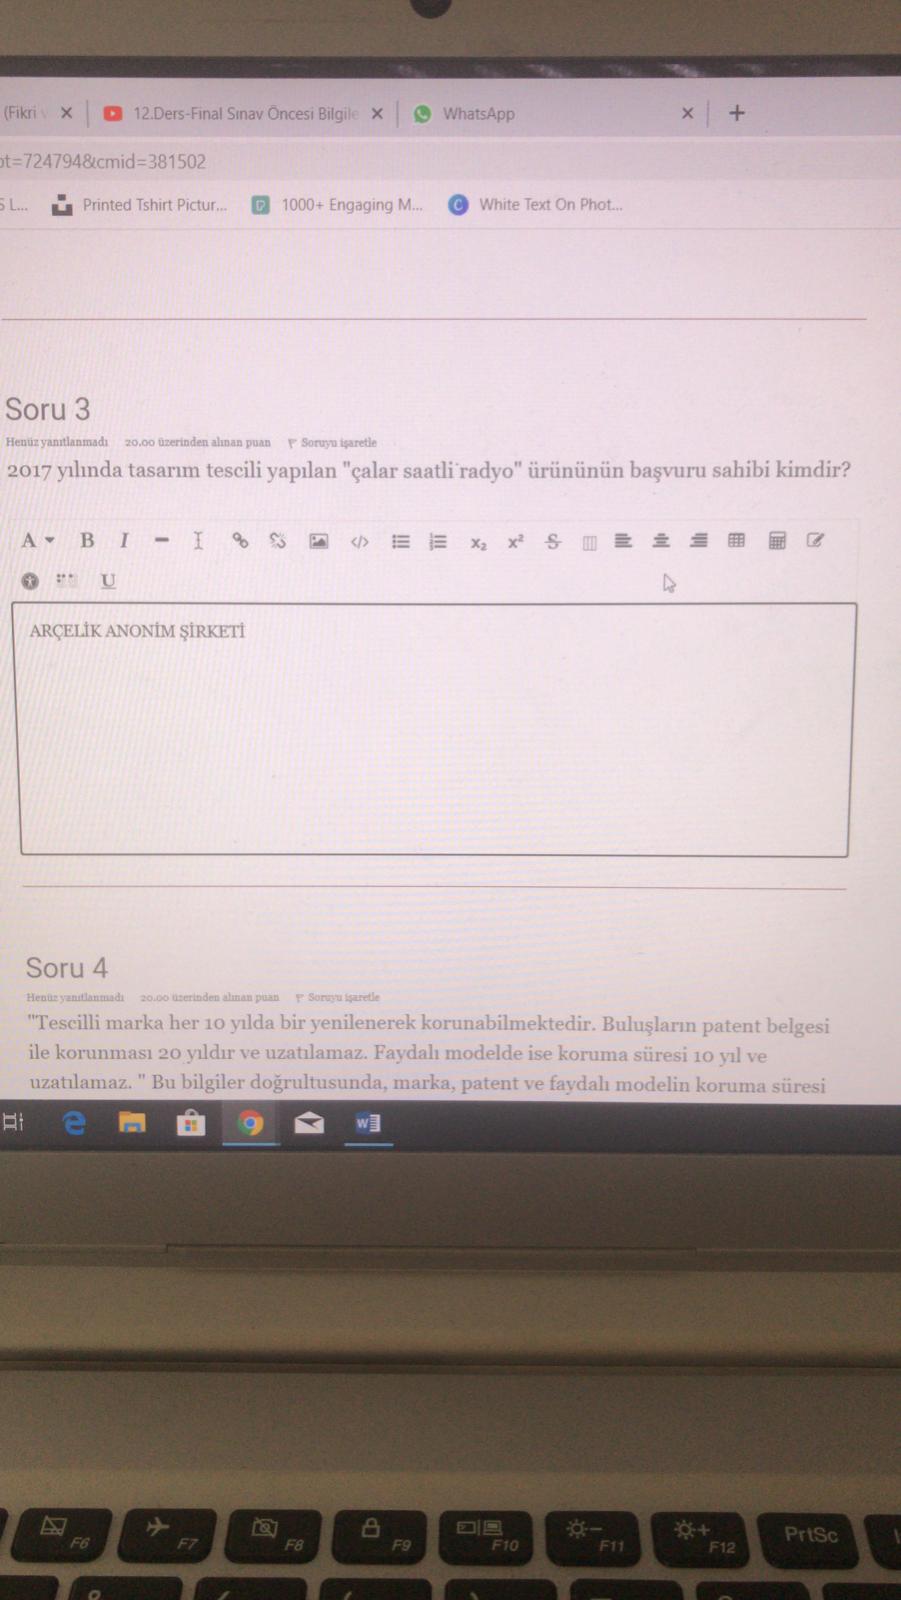 (Fikri
12.Ders-Final Sınav Öncesi Bilgile
WhatsApp
ot=724794&cmid=381502
S L...
Printed Tshirt Pictur...
1000+ Engaging M...
White Text On Phot...
Soru 3
Henüz yanıtlanmadı 20,00 üzerinden alınan puan Soruyu işaretle
2017 yılında tasarım tescili yapılan "çalar saatli radyo" ürününün başvuru sahibi kimdir?
A B I
x₂ x² S
U
ARÇELİK ANONİM ŞİRKETİ
Soru 4
Henüz yanıtlanmadı 20,00 üzerinden alınan puan Soruyu işaretle
"Tescilli marka her 10 yılda bir yenilenerek korunabilmektedir. Buluşların patent belgesi
ile korunması 20 yıldır ve uzatılamaz. Faydalı modelde ise koruma süresi 10 yıl ve
uzatılamaz. " Bu bilgiler doğrultusunda, marka, patent ve faydalı modelin koruma süresi
F6 F7 F8 F9 F10 F11 F12 PrtSc